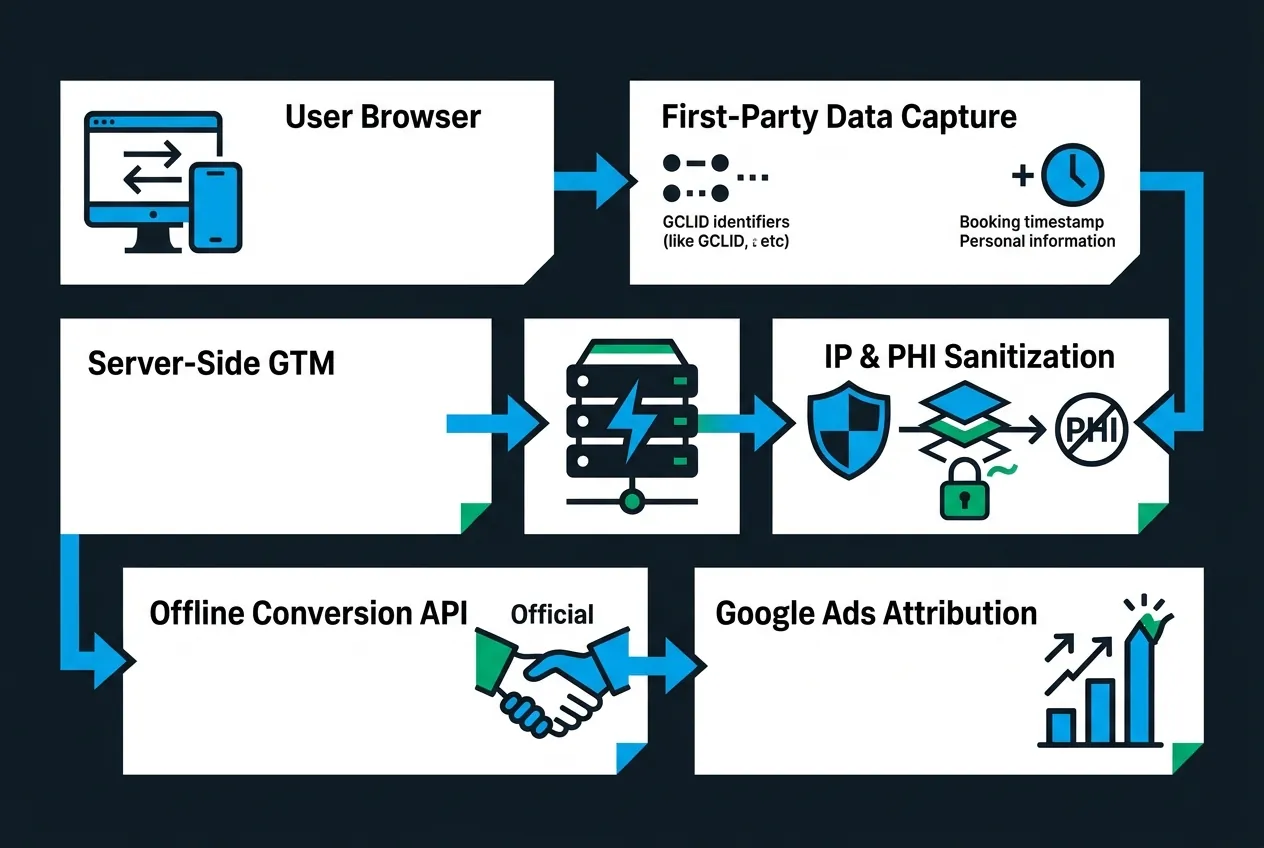 User Browser
First-Party Data Capture
+
GCLID identifiers
(like GCLID, etc)
Booking timestamp
Personal information
Server-Side GTM
IP & PHI Sanitization
PHI
Offline Conversion API
Official
Google Ads Attribution